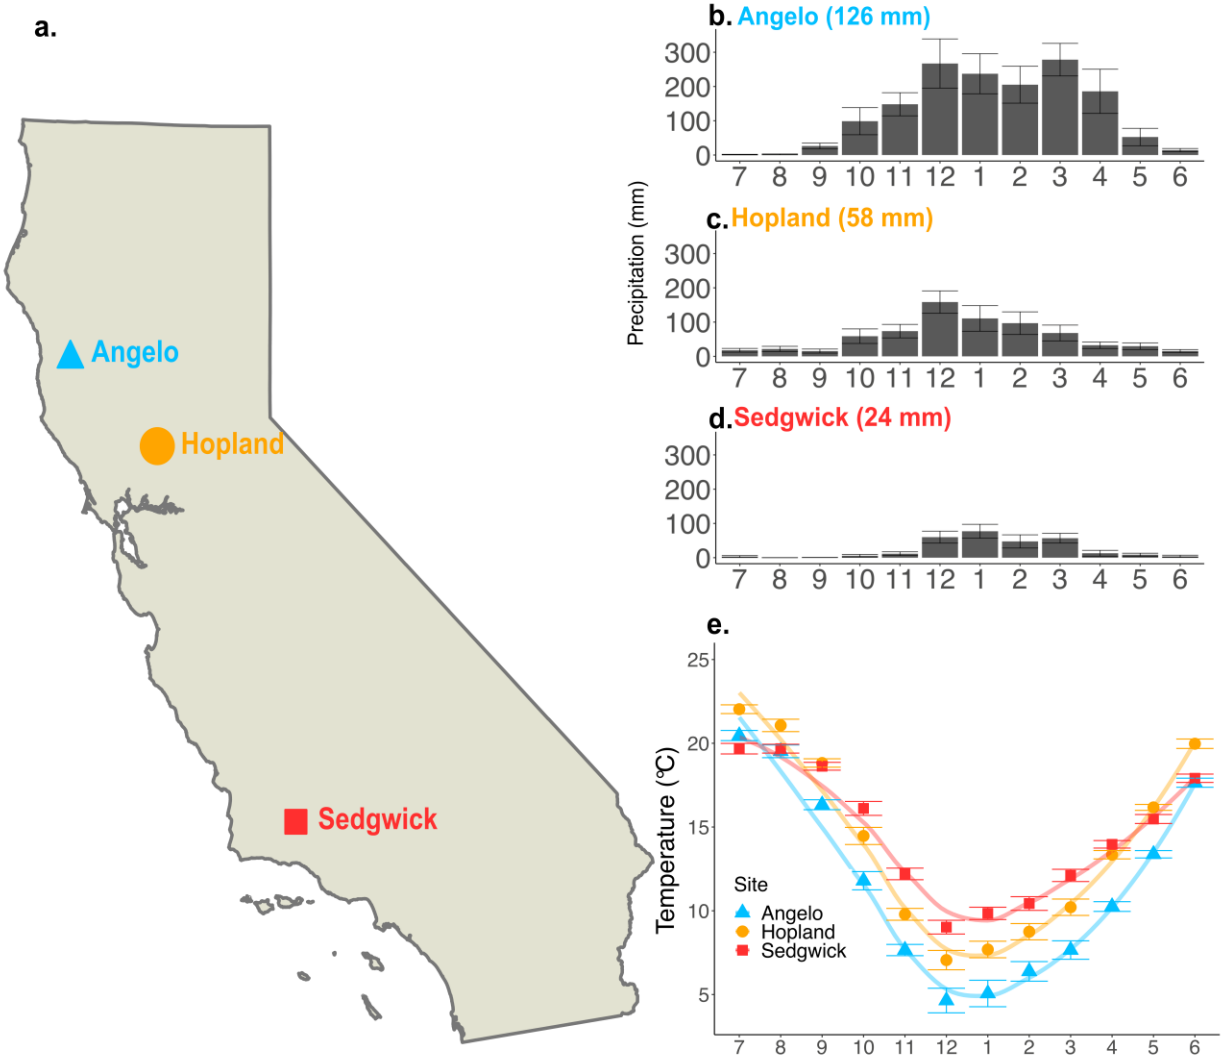 a.
Angelo
Hopland
Sedgwick
Precipitation (mm)
b. Angelo (126 mm)
300
200
100
0
7 8 9 10 11 12 1 2 3 4 5 6
c. Hopland (58 mm)
300
200
100
0
7 8 9 10 11 12 1 2 3 4 5 6
d. Sedgwick (24 mm)
300
200
100
0
7 8 9 10 11 12 1 2 3 4 5 6
e.
Temperature (°C)
25
20
15
10
5
Site
Angelo
Hopland
Sedgwick
7 8 9 10 11 12 1 2 3 4 5 6